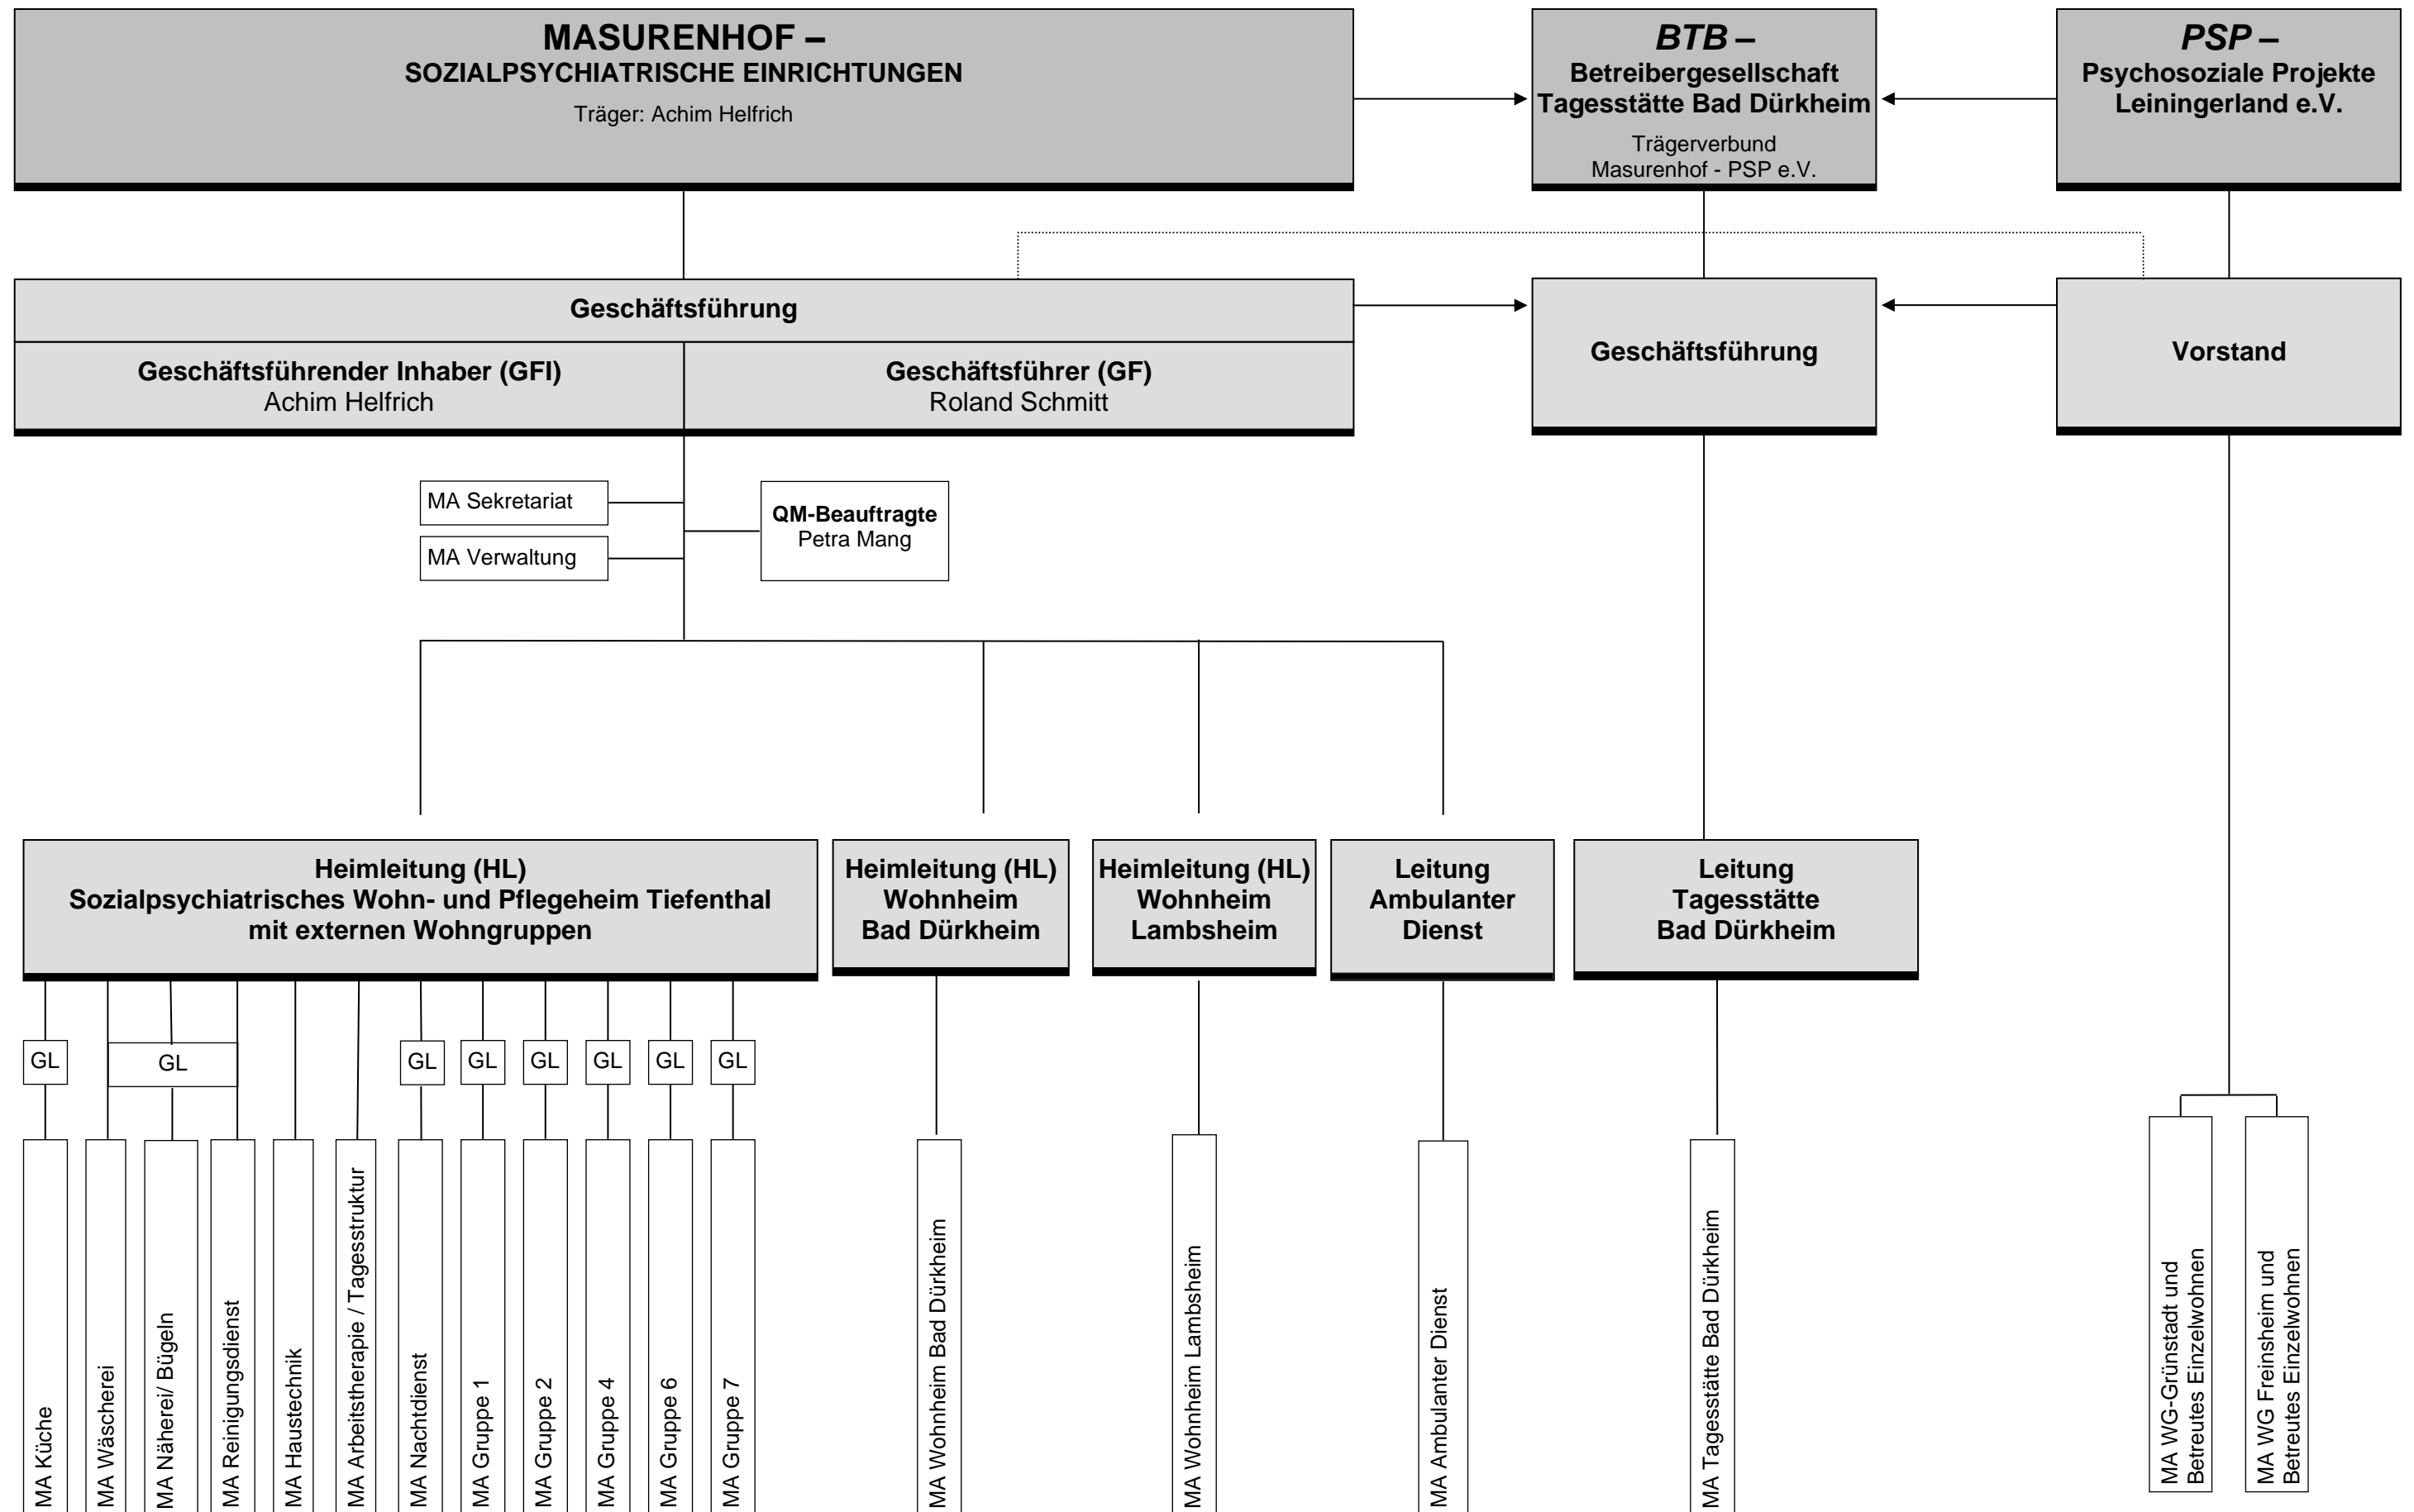 MASURENHOF –
SOZIALPSYCHIATRISCHE EINRICHTUNGEN
Träger: Achim Helfrich
BTB –
Betreibergesellschaft
Tagesstätte Bad Dürkheim
Trägerverbund
Masurenhof - PSP e.V.
PSP –
Psychosoziale Projekte
Leiningerland e.V.
Geschäftsführung
Geschäftsführender Inhaber (GFI)
Achim Helfrich
Geschäftsführer (GF)
Roland Schmitt
Geschäftsführung
Vorstand
MA Sekretariat
MA Verwaltung
QM-Beauftragte
Petra Mang
Heimleitung (HL)
Sozialpsychiatrisches Wohn- und Pflegeheim Tiefenthal
mit externen Wohngruppen
Heimleitung (HL)
Wohnheim
Bad Dürkheim
Heimleitung (HL)
Wohnheim
Lambsheim
Leitung
Ambulanter
Dienst
Leitung
Tagesstätte
Bad Dürkheim
GL
GL
GL
GL
GL
GL
GL
GL
MA Küche
MA Wäscherei
MA Näherei/ Bügeln
MA Reinigungsdienst
MA Haustechnik
MA Arbeitstherapie / Tagesstruktur
MA Nachtdienst
MA Gruppe 1
MA Gruppe 2
MA Gruppe 4
MA Gruppe 6
MA Gruppe 7
MA Wohnheim Bad Dürkheim
MA Wohnheim Lambsheim
MA Ambulanter Dienst
MA Tagesstätte Bad Dürkheim
MA WG-Grünstadt und
Betreutes Einzelwohnen
MA WG Freinsheim und
Betreutes Einzelwohnen